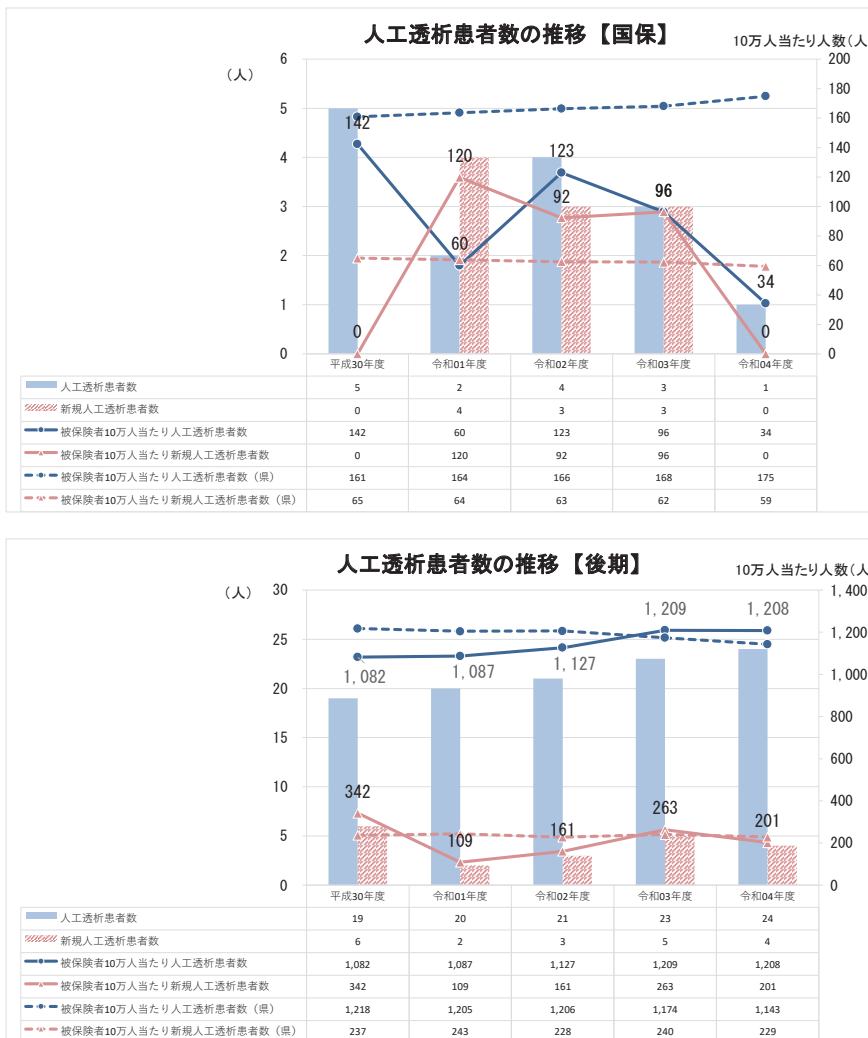 人工透析患者数の推移【国保】
10万人当たり人数(人
（人）
6
5
4
3
2
1
0
200
180
160
140
120
100
80
60
40
20
0
142
60
123
96
34
0
120
92
96
0
平成30年度 令和01年度 令和02年度 令和03年度 令和04年度
人工透析患者数 5 2 4 3 1
新規人工透析患者数 0 4 3 3 0
被保険者10万人当たり人工透析患者数 142 60 123 96 34
被保険者10万人当たり新規人工透析患者数 0 120 92 96 0
被保険者10万人当たり人工透析患者数（県） 161 164 166 168 175
被保険者10万人当たり新規人工透析患者数（県） 65 64 63 62 59
人工透析患者数の推移【後期】
10万人当たり人数(人
（人）
30
25
20
15
10
5
0
1,400
1,200
1,000
800
600
400
200
0
1,082
1,087
1,127
1,209
1,208
342
109
161
263
201
平成30年度 令和01年度 令和02年度 令和03年度 令和04年度
人工透析患者数 19 20 21 23 24
新規人工透析患者数 6 2 3 5 4
被保険者10万人当たり人工透析患者数 1,082 1,087 1,127 1,209 1,208
被保険者10万人当たり新規人工透析患者数 342 109 161 263 201
被保険者10万人当たり人工透析患者数（県） 1,218 1,205 1,206 1,174 1,143
被保険者10万人当たり新規人工透析患者数（県） 237 243 228 240 229